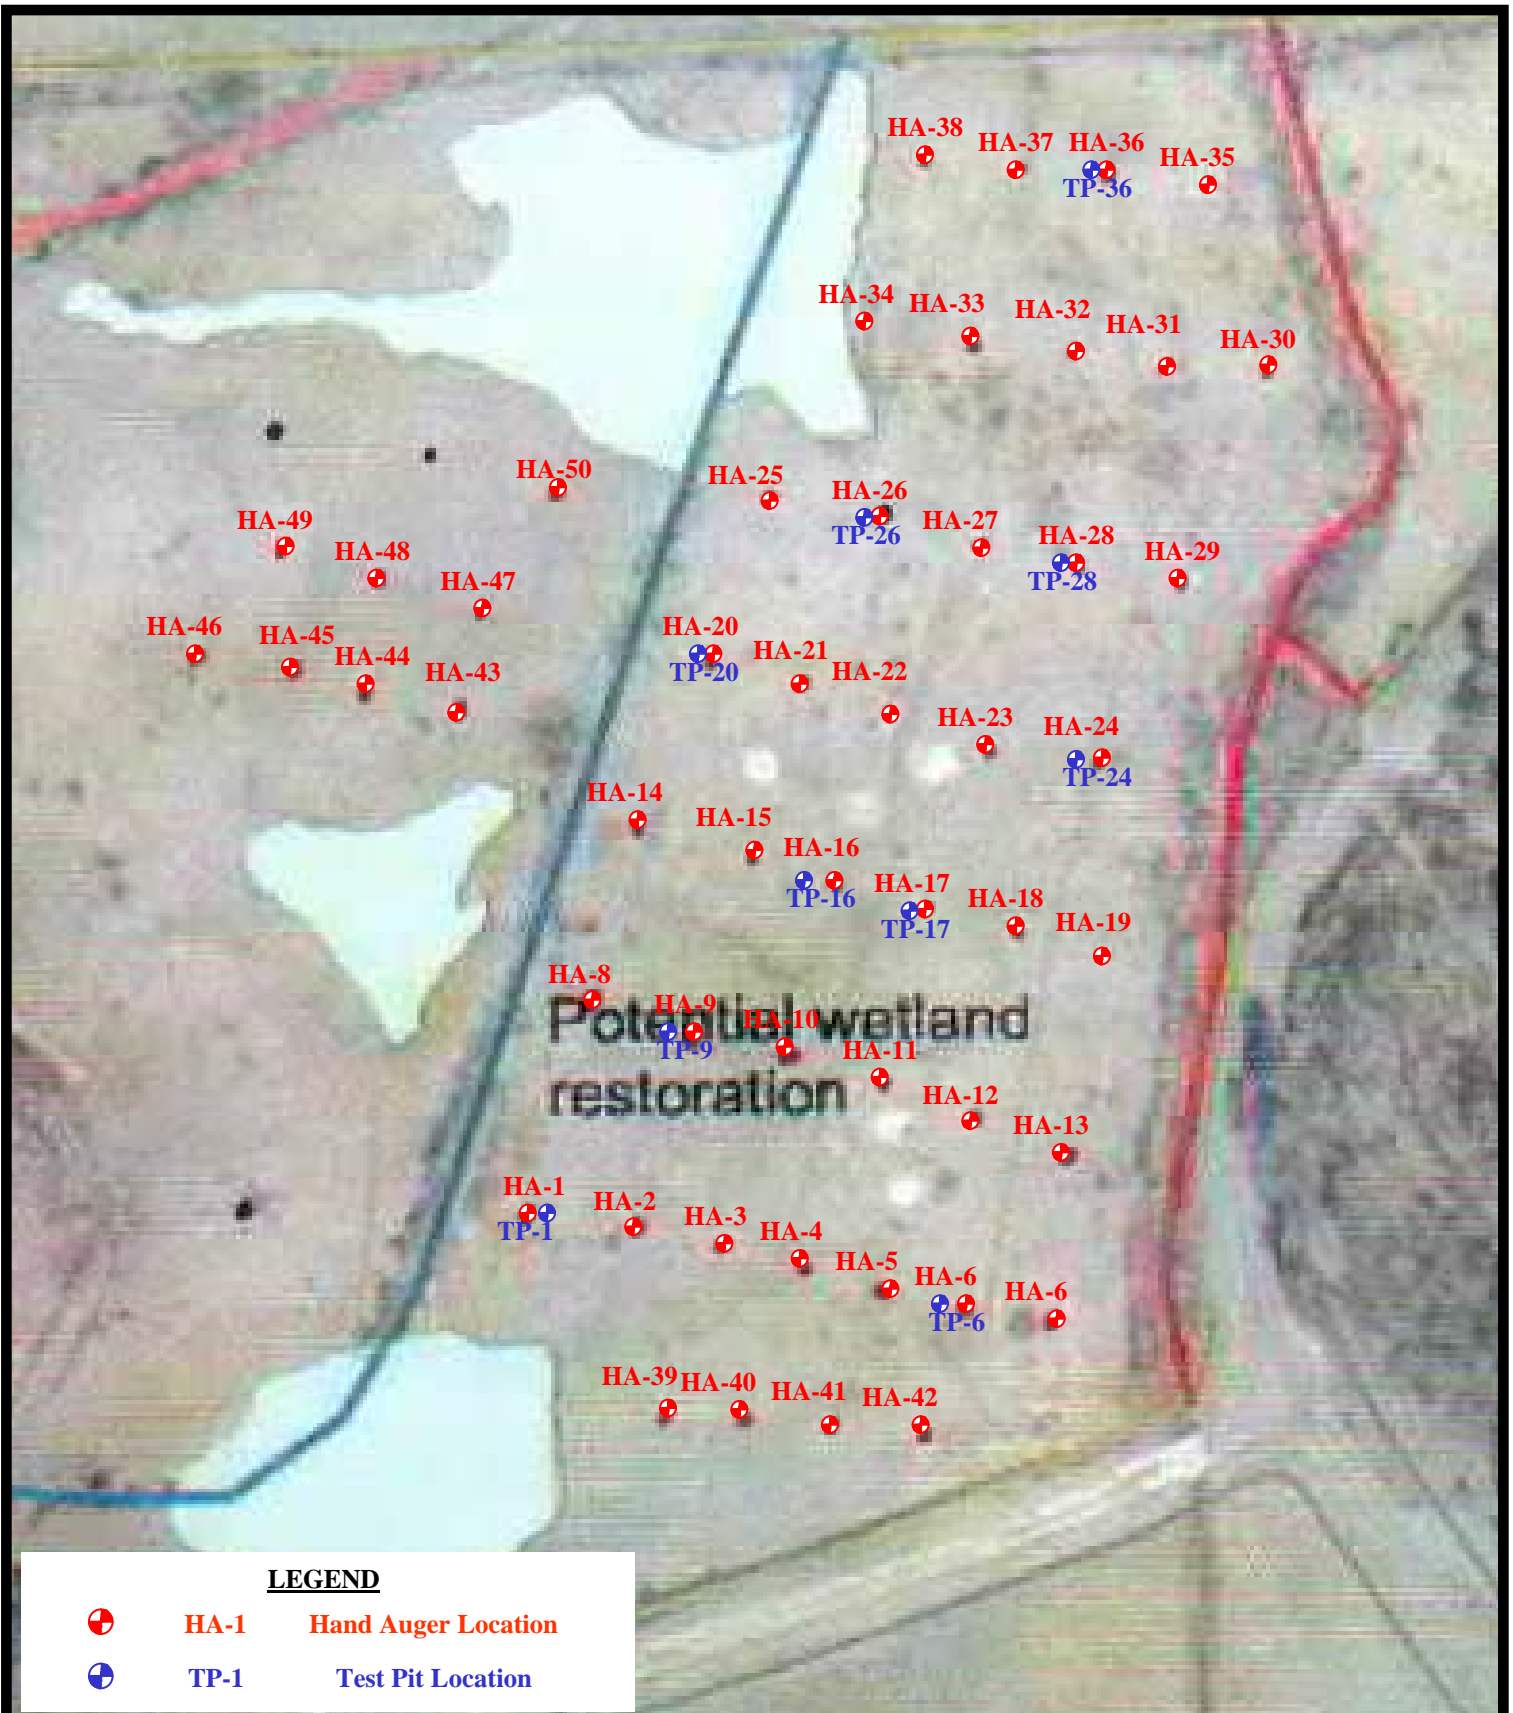 HA-38
HA-37 HA-36
HA-35
TP-36
HA-34 HA-33 HA-32
HA-31
HA-30
HA-50 HA-25
HA-26
HA-49 HA-27
TP-26 HA-28
HA-48 HA-29
HA-47 TP-28
HA-46 HA-45 HA-20
HA-44 HA-21
HA-43 TP-20 HA-22
HA-23 HA-24
TP-24
HA-14
HA-15
HA-16
HA-17
TP-16 HA-18
TP-17 HA-19
HA-8
HA-9
Potential wetland
HA-10
TP-9 HA-11
restoration
HA-12
HA-13
HA-1
HA-2
TP-1 HA-3
HA-4
HA-5
HA-6 HA-6
TP-6
HA-39 HA-40
HA-41 HA-42
LEGEND
HA-1 Hand Auger Location
TP-1 Test Pit Location